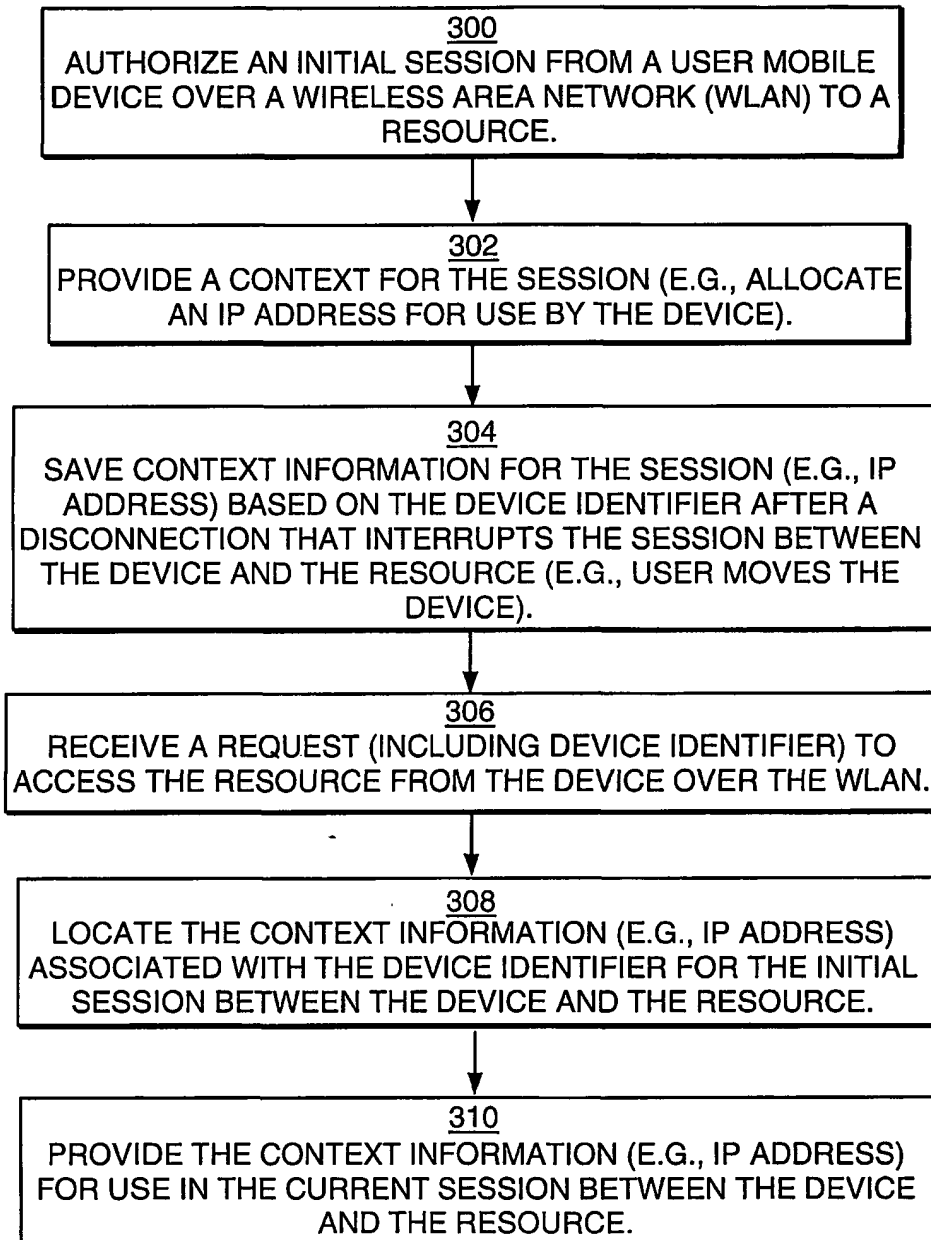 300
AUTHORIZE AN INITIAL SESSION FROM A USER MOBILE
DEVICE OVER A WIRELESS AREA NETWORK (WLAN) TO A
RESOURCE.
302
PROVIDE A CONTEXT FOR THE SESSION (E.G., ALLOCATE
AN IP ADDRESS FOR USE BY THE DEVICE).
304
SAVE CONTEXT INFORMATION FOR THE SESSION (E.G., IP
ADDRESS) BASED ON THE DEVICE IDENTIFIER AFTER A
DISCONNECTION THAT INTERRUPTS THE SESSION BETWEEN
THE DEVICE AND THE RESOURCE (E.G., USER MOVES THE
DEVICE).
306
RECEIVE A REQUEST (INCLUDING DEVICE IDENTIFIER) TO
ACCESS THE RESOURCE FROM THE DEVICE OVER THE WLAN.
308
LOCATE THE CONTEXT INFORMATION (E.G., IP ADDRESS)
ASSOCIATED WITH THE DEVICE IDENTIFIER FOR THE INITIAL
SESSION BETWEEN THE DEVICE AND THE RESOURCE.
310
PROVIDE THE CONTEXT INFORMATION (E.G., IP ADDRESS)
FOR USE IN THE CURRENT SESSION BETWEEN THE DEVICE
AND THE RESOURCE.